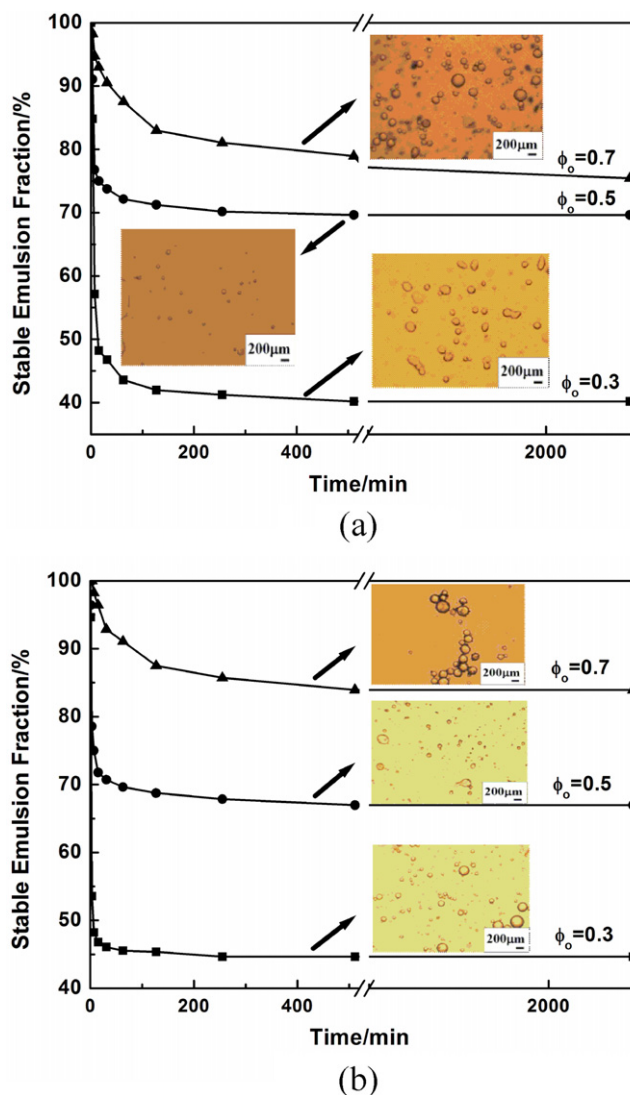 100
90
80
70
60
50
40
Stable Emulsion Fraction/%
200μm
ϕo=0.7
ϕo=0.5
200μm
200μm
ϕo=0.3
0 200 400 2000
Time/min
(a)
100
90
80
70
60
50
40
Stable Emulsion Fraction/%
200μm
ϕo=0.7
200μm
ϕo=0.5
200μm
ϕo=0.3
0 200 400 2000
Time/min
(b)